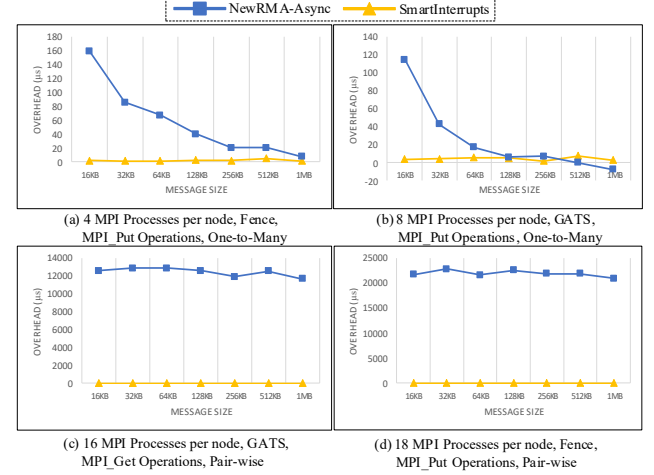 NewRMA-Async SmartInterrupts
180
160
140
120
100
80
60
40
20
0
OVERHEAD (µs)
16KB 32KB 64KB 128KB 256KB 512KB 1MB
MESSAGE SIZE
(a) 4 MPI Processes per node, Fence,
MPI_Put Operations, One-to-Many
140
120
100
80
60
40
20
0
-20
OVERHEAD (µs)
16KB 32KB 64KB 128KB 256KB 512KB 1MB
MESSAGE SIZE
(b) 8 MPI Processes per node, GATS,
MPI_Put Operations, One-to-Many
14000
12000
10000
8000
6000
4000
2000
0
OVERHEAD (µs)
16KB 32KB 64KB 128KB 256KB 512KB 1MB
MESSAGE SIZE
(c) 16 MPI Processes per node, GATS,
MPI_Get Operations, Pair-wise
25000
20000
15000
10000
5000
0
OVERHEAD (µs)
16KB 32KB 64KB 128KB 256KB 512KB 1MB
MESSAGE SIZE
(d) 18 MPI Processes per node, Fence,
MPI_Put Operations, Pair-wise